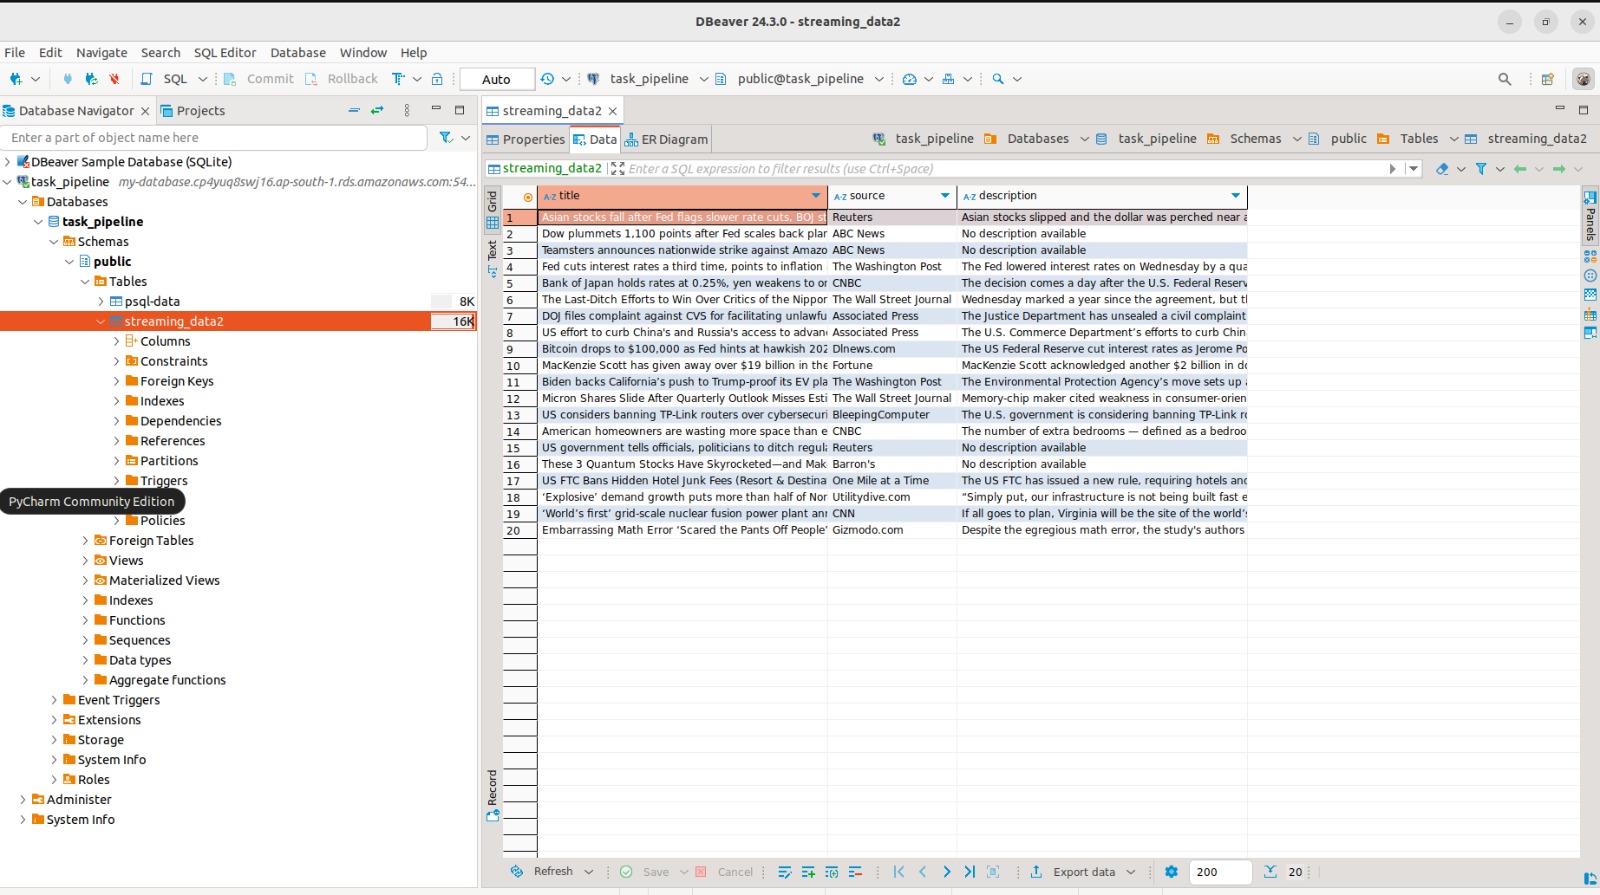 DBeaver 24.3.0 - streaming_data2
File Edit Navigate Search SQL Editor Database Window Help
SQL Commit Rollback Auto task_pipeline public@task_pipeline
Database Navigator Projects
Enter a part of object name here
DBeaver Sample Database (SQLite)
task_pipeline my-database.cp4yuq8swj16.ap-south-1.rds.amazonaws.com:54...
Databases
task_pipeline
Schemas
public
Tables
psql-data 8K
streaming_data2 16K
Columns
Constraints
Foreign Keys
Indexes
Dependencies
References
Partitions
Triggers
PyCharm Community Edition
Policies
Foreign Tables
Views
Materialized Views
Indexes
Functions
Sequences
Data types
Aggregate functions
Event Triggers
Extensions
Storage
System Info
Roles
Administer
System Info
streaming_data2
Properties Data ER Diagram task_pipeline Databases task_pipeline Schemas public Tables streaming_data2
streaming_data2 Enter a SQL expression to filter results (use Ctrl+Space)
Grid
Text
Record
Panels
A-Z title A-Z source A-Z description
1 Asian stocks fall after Fed flags slower rate cuts, BOJ st Reuters Asian stocks slipped and the dollar was perched near a
2 Dow plummets 1,100 points after Fed scales back plan ABC News No description available
3 Teamsters announces nationwide strike against Amazo ABC News No description available
4 Fed cuts interest rates a third time, points to inflation The Washington Post The Fed lowered interest rates on Wednesday by a qua
5 Bank of Japan holds rates at 0.25%, yen weakens to on CNBC The decision comes a day after the U.S. Federal Reserv
6 The Last-Ditch Efforts to Win Over Critics of the Nippon The Wall Street Journal Wednesday marked a year since the agreement, but th
7 DOJ files complaint against CVS for facilitating unlawfu Associated Press The Justice Department has unsealed a civil complaint
8 US effort to curb China's and Russia's access to advan Associated Press The U.S. Commerce Department’s efforts to curb Chin
9 Bitcoin drops to $100,000 as Fed hints at hawkish 202 Dlnews.com The US Federal Reserve cut interest rates as Jerome Po
10 MacKenzie Scott has given away over $19 billion in the Fortune MacKenzie Scott acknowledged another $2 billion in do
11 Biden backs California’s push to Trump-proof its EV pla The Washington Post The Environmental Protection Agency’s move sets up a
12 Micron Shares Slide After Quarterly Outlook Misses Esti The Wall Street Journal Memory-chip maker cited weakness in consumer-orien
13 US considers banning TP-Link routers over cybersecuri BleepingComputer The U.S. government is considering banning TP-Link ro
14 American homeowners are wasting more space than e CNBC The number of extra bedrooms — defined as a bedroo
15 US government tells officials, politicians to ditch regula Reuters No description available
16 These 3 Quantum Stocks Have Skyrocketed—and Mak Barron's No description available
17 US FTC Bans Hidden Hotel Junk Fees (Resort & Destina One Mile at a Time The US FTC has issued a new rule, requiring hotels and
18 ‘Explosive’ demand growth puts more than half of Nor Utilitydive.com “Simply put, our infrastructure is not being built fast e
19 ‘World’s first’ grid-scale nuclear fusion power plant ann CNN If all goes to plan, Virginia will be the site of the world’s
20 Embarrassing Math Error ‘Scared the Pants Off People’ Gizmodo.com Despite the egregious math error, the study's authors
Refresh Save Cancel Export data 200 20